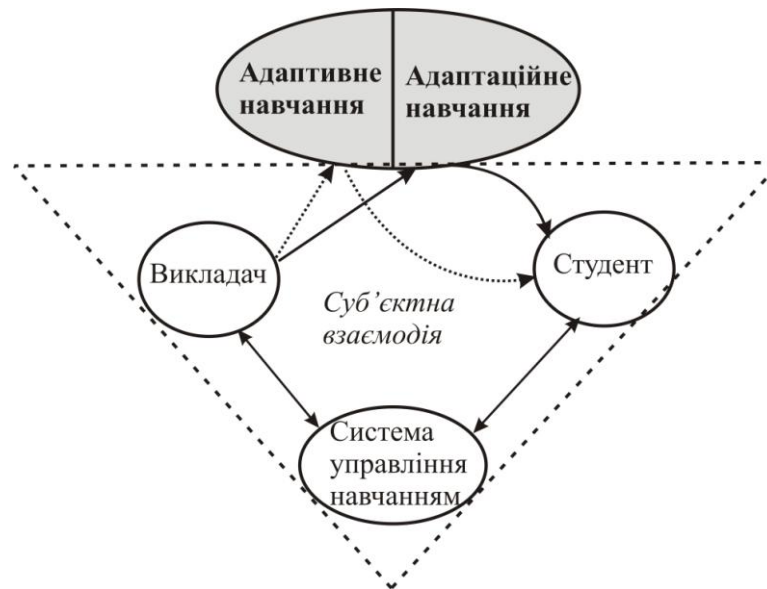 Адаптивне
навчання
Адаптаційне
навчання
Викладач
Студент
Суб’єктна
взаємодія
Система
управління
навчанням